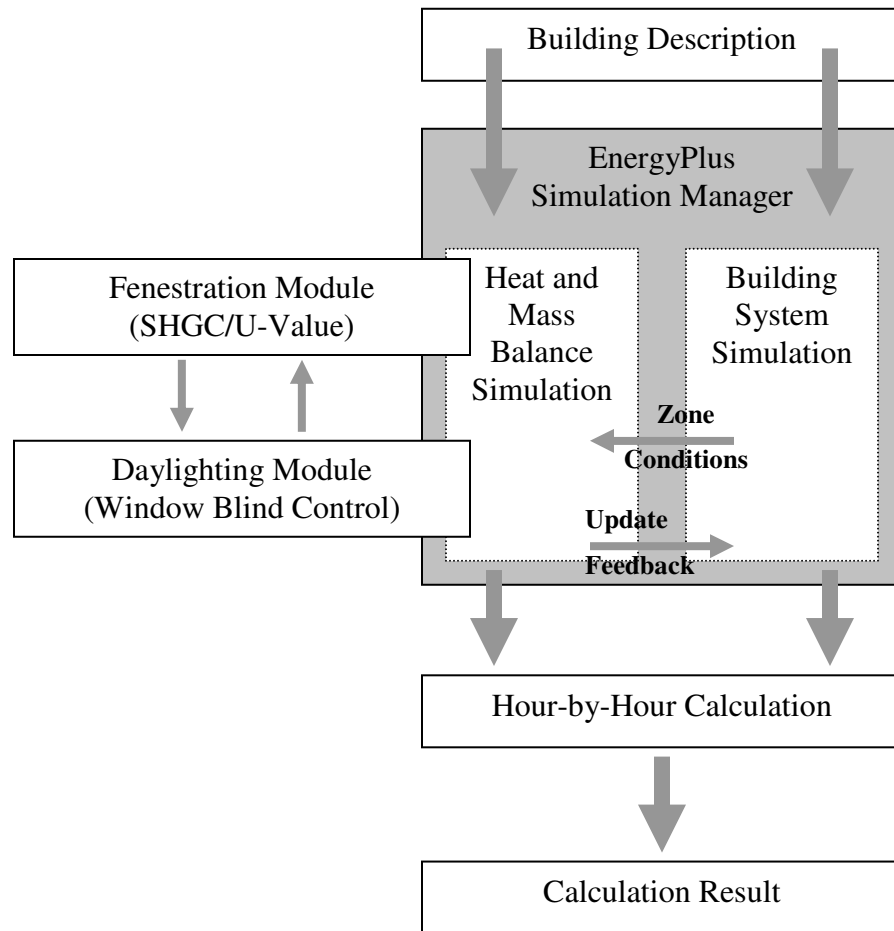 Building Description
EnergyPlus
Simulation Manager
Fenestration Module
(SHGC/U-Value)
Heat and
Mass
Balance
Simulation
Building
System
Simulation
Zone
Conditions
Daylighting Module
(Window Blind Control)
Update
Feedback
Hour-by-Hour Calculation
Calculation Result